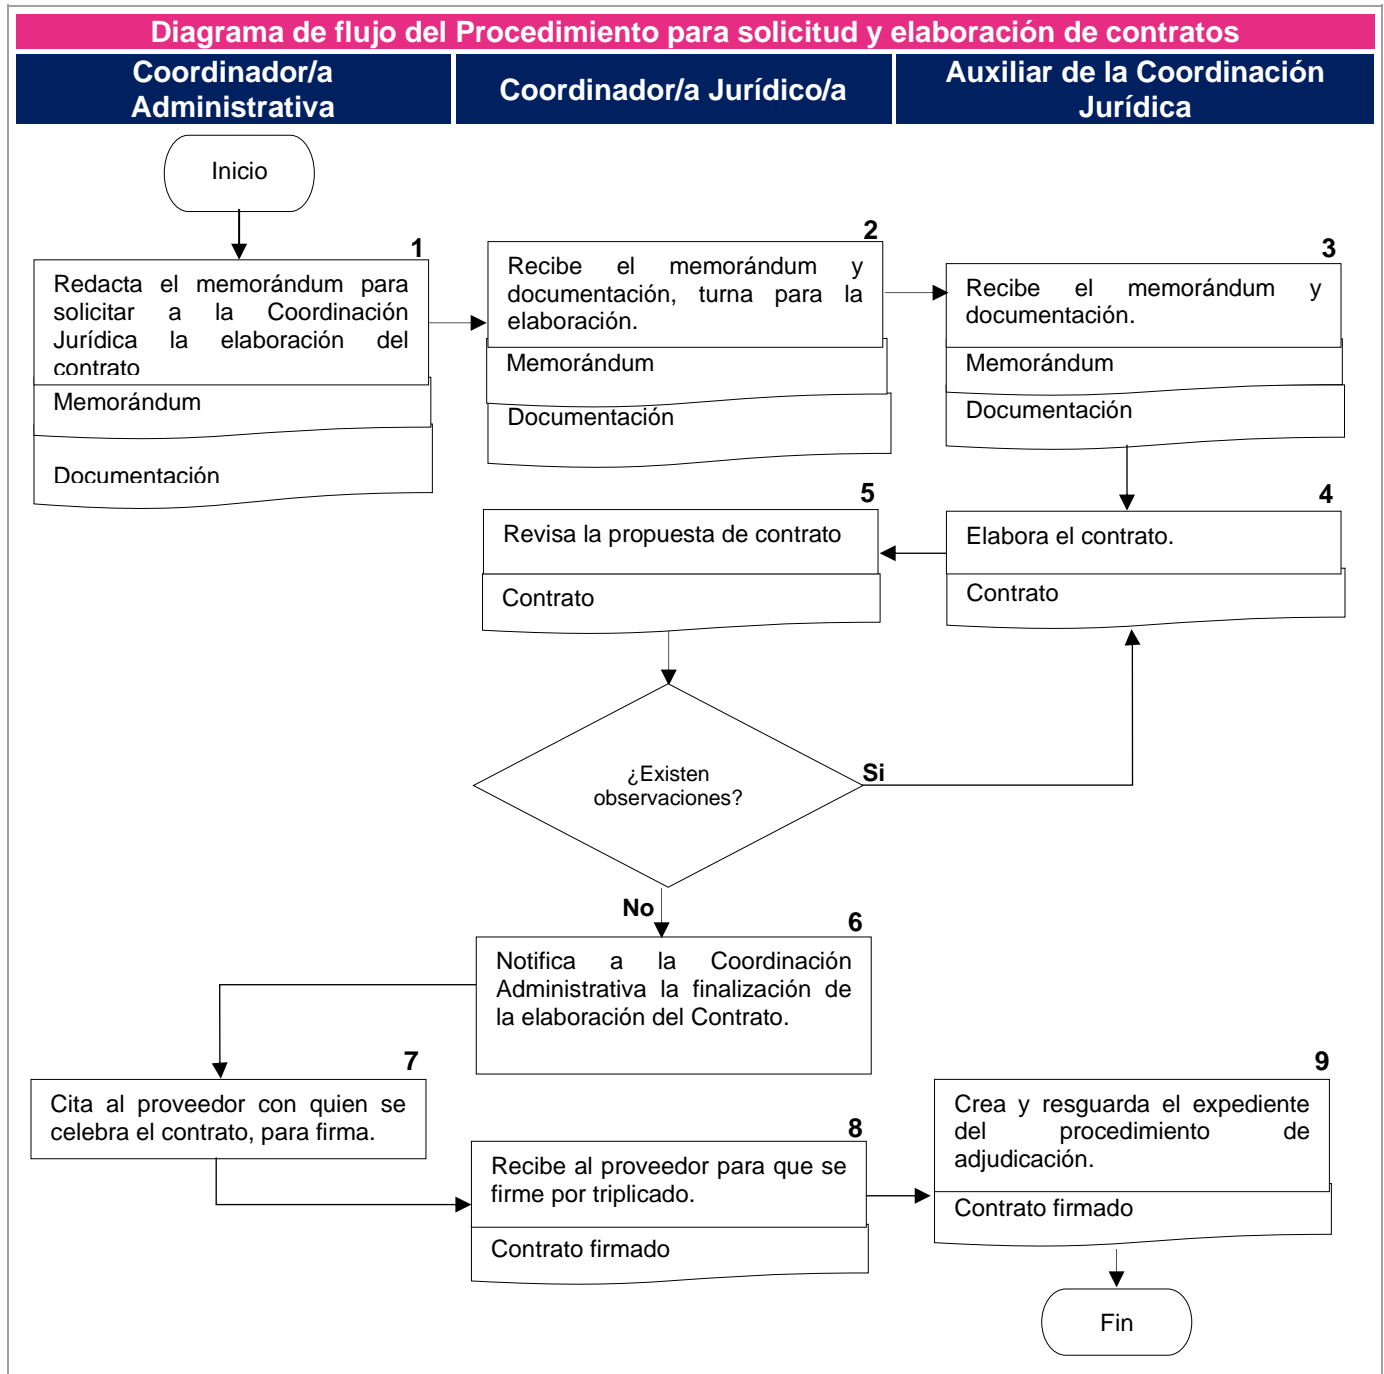 Diagrama de flujo del Procedimiento para solicitud y elaboración de contratos
Coordinador/a
Administrativa
Coordinador/a Jurídico/a
Auxiliar de la Coordinación
Jurídica
Inicio
1
Redacta el memorándum para
solicitar a la Coordinación
Jurídica la elaboración del
contrato
Memorándum
Documentación
2
Recibe el memorándum y
documentación, turna para la
elaboración.
Memorándum
Documentación
3
Recibe el memorándum y
documentación.
Memorándum
Documentación
4
Elabora el contrato.
Contrato
5
Revisa la propuesta de contrato
Contrato
¿Existen
observaciones?
Si
No
6
Notifica a la Coordinación
Administrativa la finalización de
la elaboración del Contrato.
7
Cita al proveedor con quien se
celebra el contrato, para firma.
8
Recibe al proveedor para que se
firme por triplicado.
Contrato firmado
9
Crea y resguarda el expediente
del procedimiento de
adjudicación.
Contrato firmado
Fin